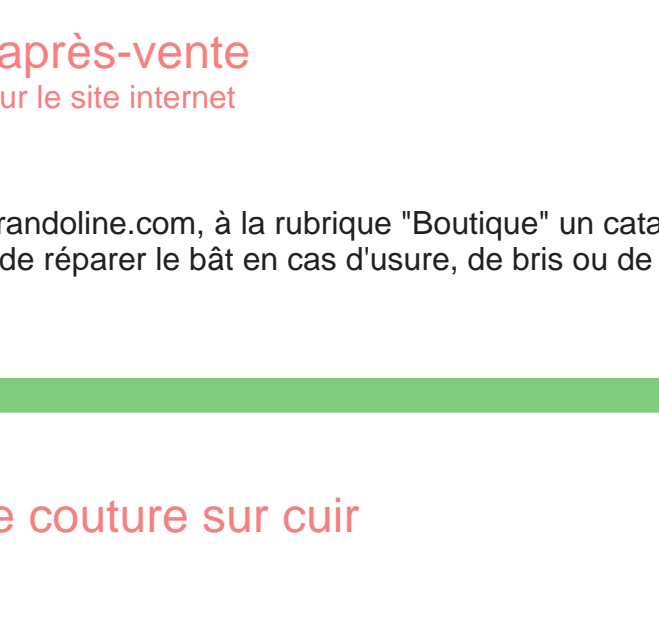 après-vente
ur le site internet
randoline.com, à la rubrique "Boutique" un cata
de réparer le bât en cas d'usure, de bris ou de
e couture sur cuir